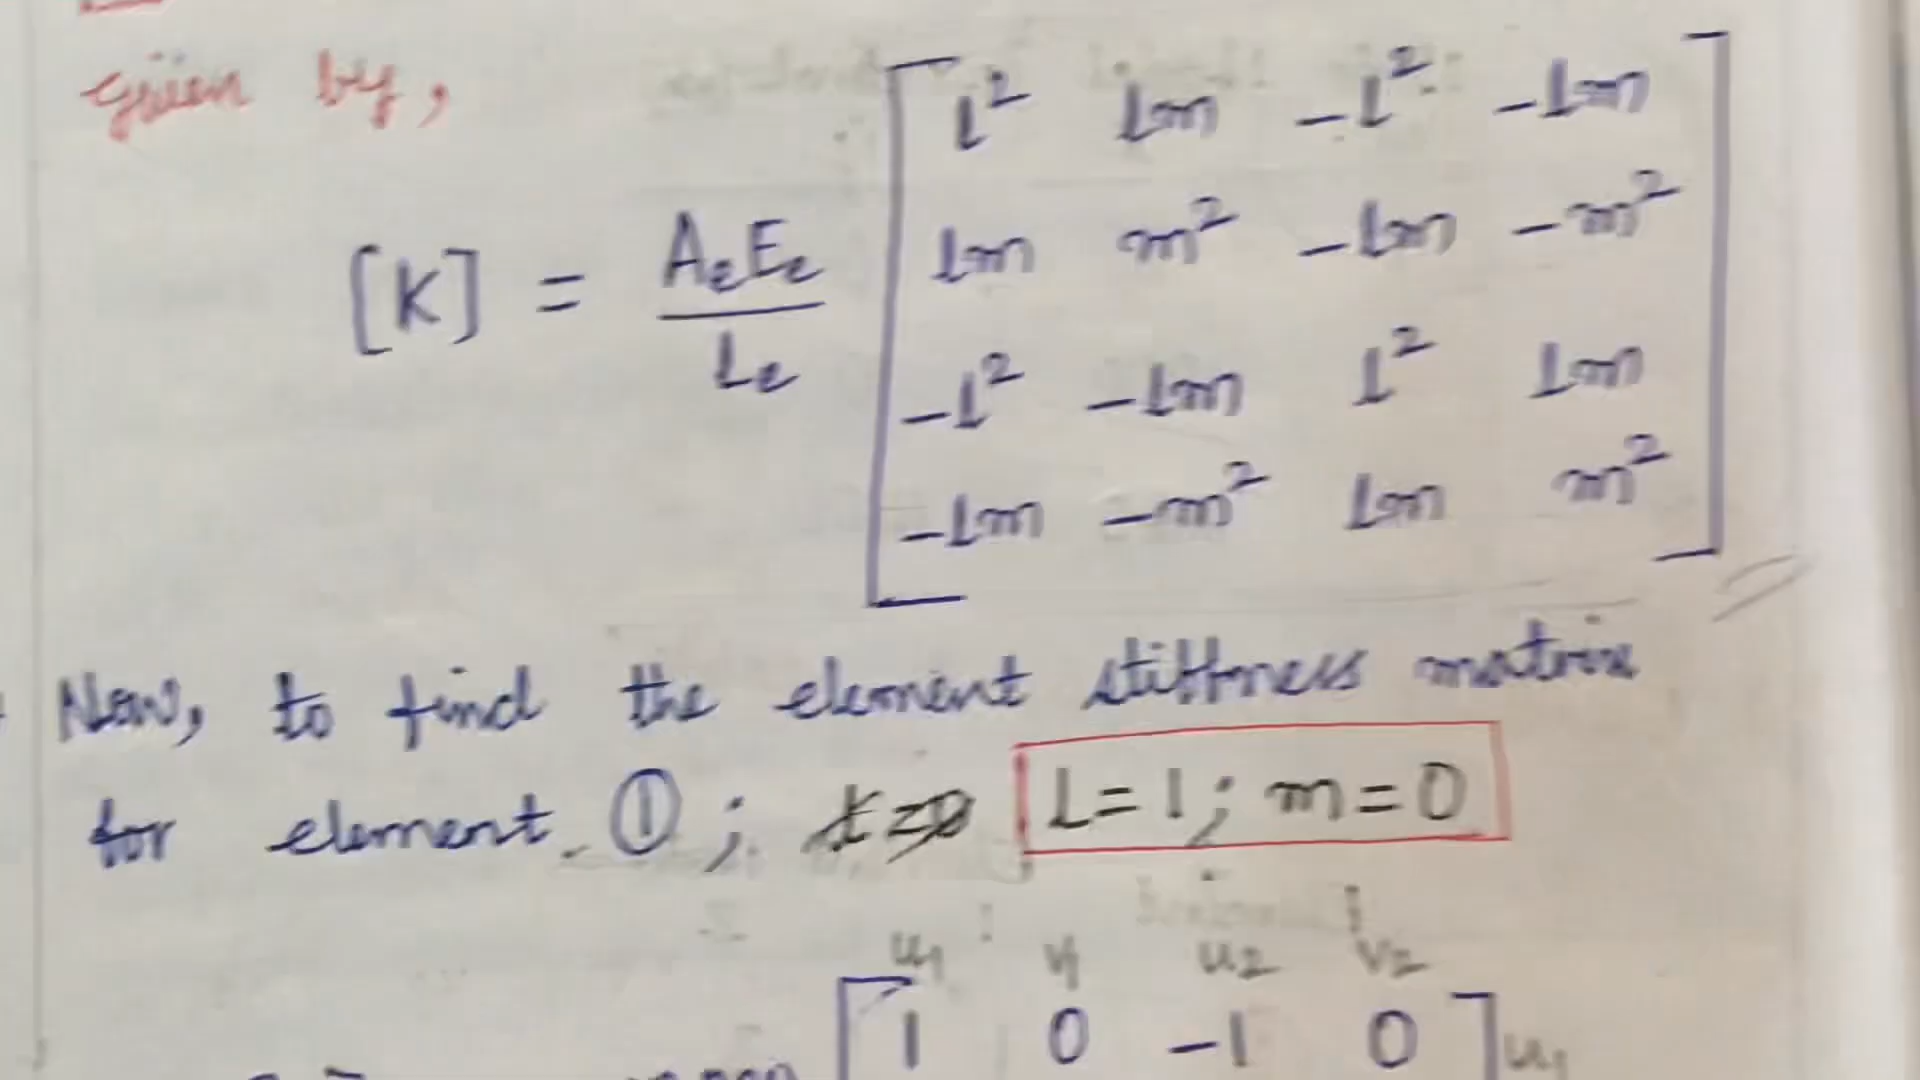 given by,
[K] = AeEe/Le [l² lm -l² -lm
lm m² -lm -m²
-l² -lm l² lm
-lm -m² lm m²]
Now, to find the element stiffness matrix
for element ①; l=1; m=0
u₁ v₁ u₂ v₂
[1 0 -1 0] u₁